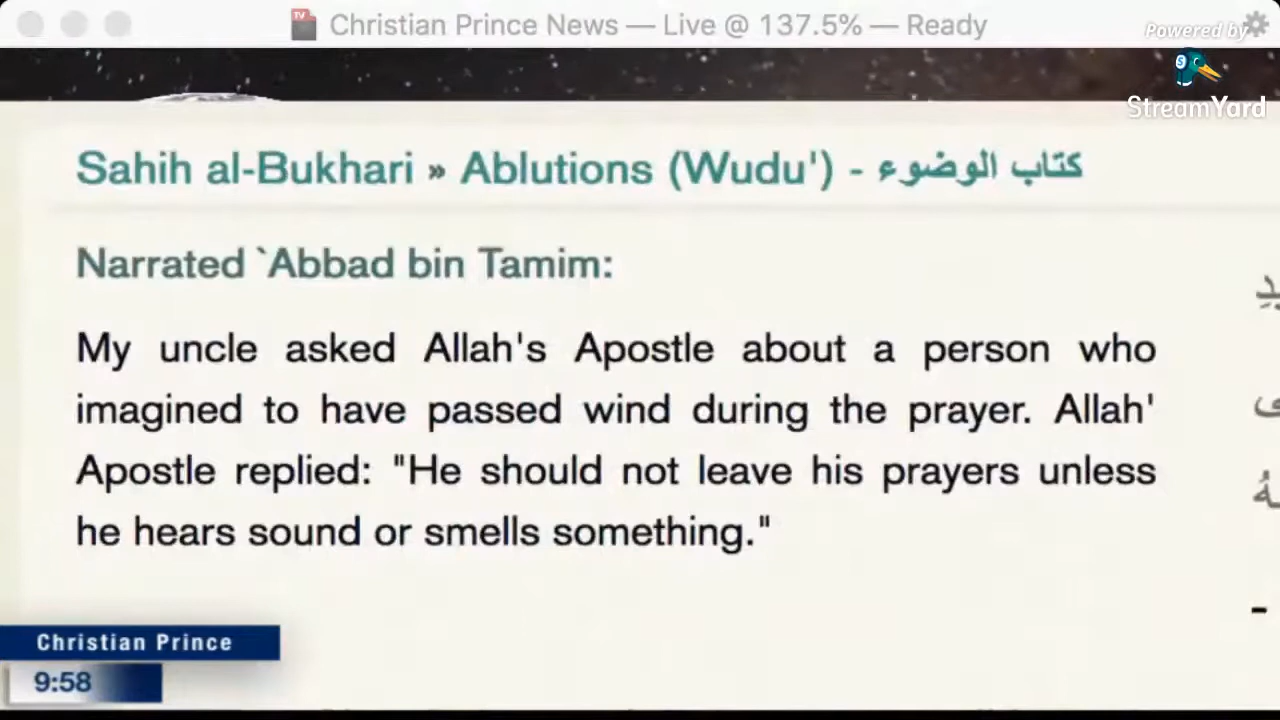 Christian Prince News — Live @ 137.5% — Ready
Powered by
StreamYard
Sahih al-Bukhari » Ablutions (Wudu') - كتاب الوضوء
Narrated `Abbad bin Tamim:
My uncle asked Allah's Apostle about a person who
imagined to have passed wind during the prayer. Allah'
Apostle replied: "He should not leave his prayers unless
he hears sound or smells something."
Christian Prince
9:58